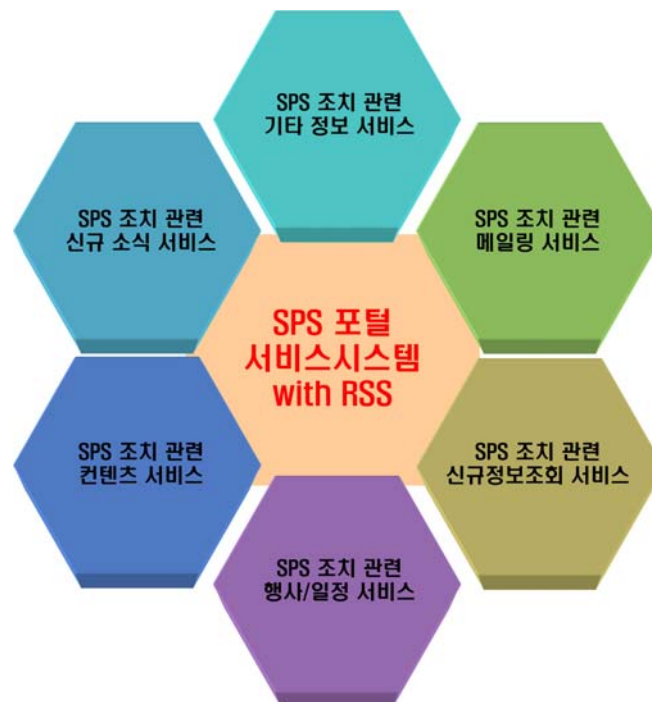 SPS 조치 관련
기타 정보 서비스
SPS 조치 관련
신규 소식 서비스
SPS 조치 관련
메일링 서비스
SPS 포털
서비스시스템
with RSS
SPS 조치 관련
컨텐츠 서비스
SPS 조치 관련
신규정보조회 서비스
SPS 조치 관련
행사/일정 서비스